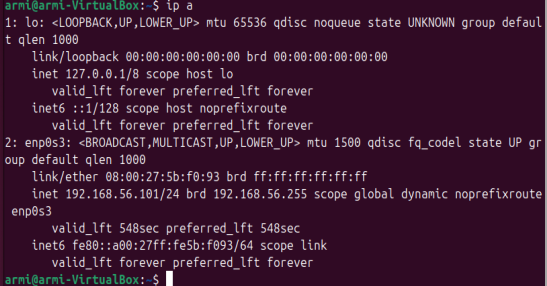 armi@armi-VirtualBox:~$ ip a
1: lo: <LOOPBACK,UP,LOWER_UP> mtu 65536 qdisc noqueue state UNKNOWN group defaul
t qlen 1000
    link/loopback 00:00:00:00:00:00 brd 00:00:00:00:00:00
    inet 127.0.0.1/8 scope host lo
       valid_lft forever preferred_lft forever
    inet6 ::1/128 scope host noprefixroute
       valid_lft forever preferred_lft forever
2: enp0s3: <BROADCAST,MULTICAST,UP,LOWER_UP> mtu 1500 qdisc fq_codel state UP gr
oup default qlen 1000
    link/ether 08:00:27:5b:f0:93 brd ff:ff:ff:ff:ff:ff
    inet 192.168.56.101/24 brd 192.168.56.255 scope global dynamic noprefixroute
 enp0s3
       valid_lft 548sec preferred_lft 548sec
    inet6 fe80::a00:27ff:fe5b:f093/64 scope link
       valid_lft forever preferred_lft forever
armi@armi-VirtualBox:~$